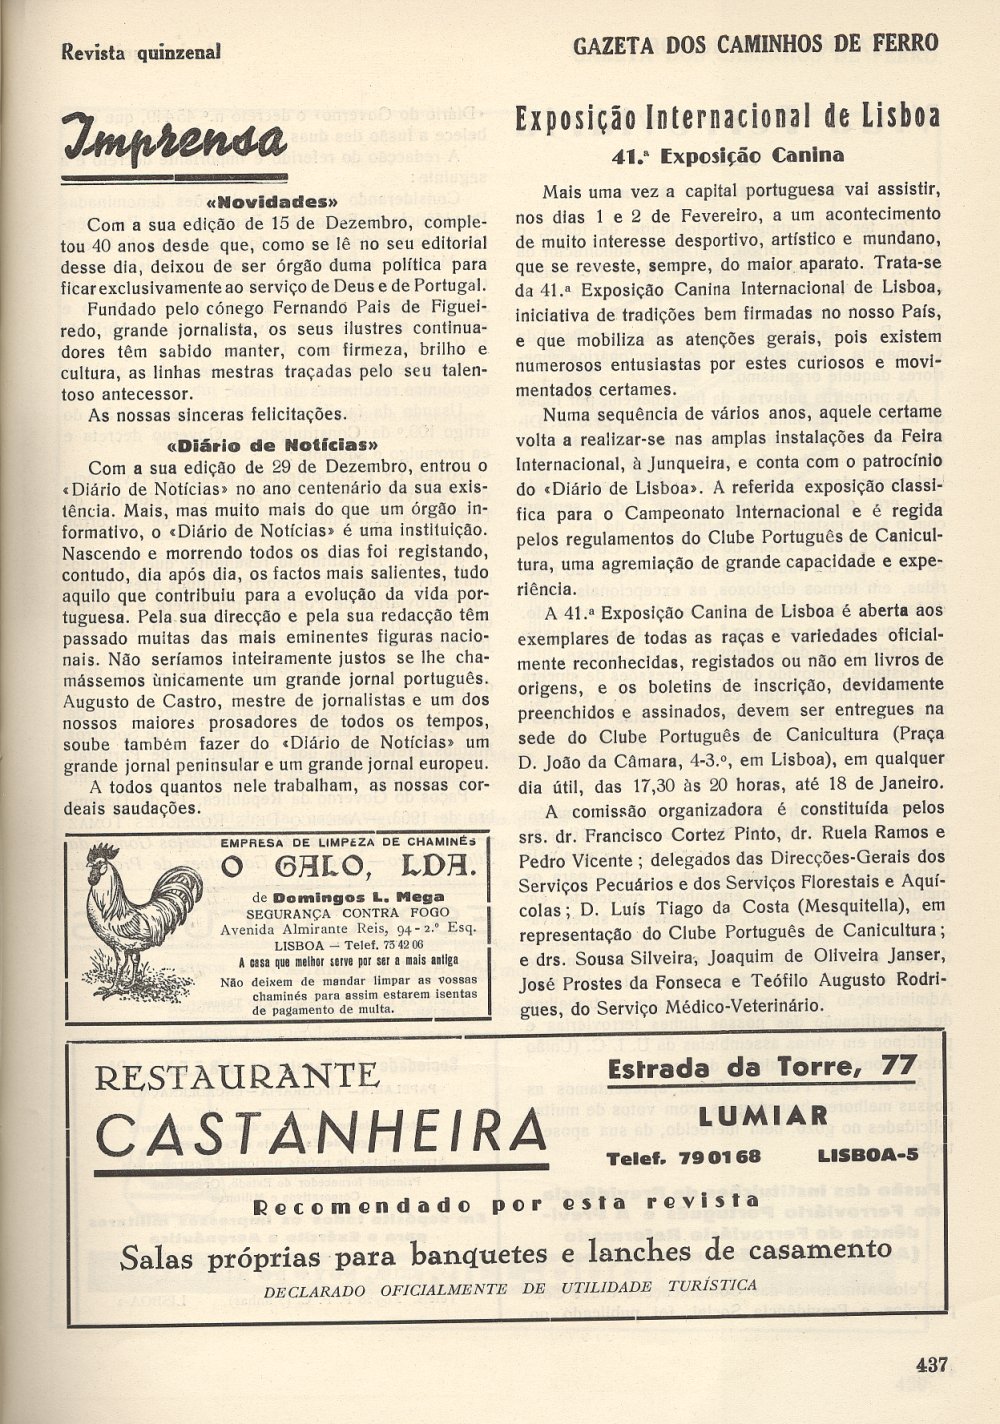 Revista quinzenal
GAZETA DOS CAMINHOS DE FERRO
Imprensa
«Novidades»
Com a sua edição de 15 de Dezembro, comple-
tou 40 anos desde que, como se lê no seu editorial
desse dia, deixou de ser órgão duma política para
ficar exclusivamente ao serviço de Deus e de Portugal.
Fundado pelo cónego Fernando Pais de Figuei-
redo, grande jornalista, os seus ilustres continua-
dores têm sabido manter, com firmeza, brilho e
cultura, as linhas mestras traçadas pelo seu talen-
toso antecessor.
As nossas sinceras felicitações.
«Diário de Notícias»
Com a sua edição de 29 de Dezembro, entrou o
«Diário de Notícias» no ano centenário da sua exis-
tência. Mais, mas muito mais do que um órgão in-
formativo, o «Diário de Notícias» é uma instituição.
Nascendo e morrendo todos os dias foi registando,
contudo, dia após dia, os factos mais salientes, tudo
aquilo que contribuiu para a evolução da vida por-
tuguesa. Pela sua direcção e pela sua redacção têm
passado muitas das mais eminentes figuras nacio-
nais. Não seríamos inteiramente justos se lhe cha-
mássemos ùnicamente um grande jornal português.
Augusto de Castro, mestre de jornalistas e um dos
nossos maiores prosadores de todos os tempos,
soube também fazer do «Diário de Notícias» um
grande jornal peninsular e um grande jornal europeu.
A todos quantos nele trabalham, as nossas cor-
deais saudações.
EMPRESA DE LIMPEZA DE CHAMINÉS
O GALO, LDA.
de Domingos L. Mega
SEGURANÇA CONTRA FOGO
Avenida Almirante Reis, 94-2.º Esq.
LISBOA — Telef. 75 42 06
A casa que melhor serve por ser a mais antiga
Não deixem de mandar limpar as vossas
chaminés para assim estarem isentas
de pagamento de multa.
Exposição Internacional de Lisboa
41.ª Exposição Canina
Mais uma vez a capital portuguesa vai assistir,
nos dias 1 e 2 de Fevereiro, a um acontecimento
de muito interesse desportivo, artístico e mundano,
que se reveste, sempre, do maior aparato. Trata-se
da 41.ª Exposição Canina Internacional de Lisboa,
iniciativa de tradições bem firmadas no nosso País,
e que mobiliza as atenções gerais, pois existem
numerosos entusiastas por estes curiosos e movi-
mentados certames.
Numa sequência de vários anos, aquele certame
volta a realizar-se nas amplas instalações da Feira
Internacional, à Junqueira, e conta com o patrocínio
do «Diário de Lisboa». A referida exposição classi-
fica para o Campeonato Internacional e é regida
pelos regulamentos do Clube Português de Canicul-
tura, uma agremiação de grande capacidade e expe-
riência.
A 41.ª Exposição Canina de Lisboa é aberta aos
exemplares de todas as raças e variedades oficial-
mente reconhecidas, registados ou não em livros de
origens, e os boletins de inscrição, devidamente
preenchidos e assinados, devem ser entregues na
sede do Clube Português de Canicultura (Praça
D. João da Câmara, 4-3.º, em Lisboa), em qualquer
dia útil, das 17,30 às 20 horas, até 18 de Janeiro.
A comissão organizadora é constituída pelos
srs. dr. Francisco Cortez Pinto, dr. Ruela Ramos e
Pedro Vicente ; delegados das Direcções-Gerais dos
Serviços Pecuários e dos Serviços Florestais e Aquí-
colas ; D. Luís Tiago da Costa (Mesquitella), em
representação do Clube Português de Canicultura ;
e drs. Sousa Silveira, Joaquim de Oliveira Janser,
José Prostes da Fonseca e Teófilo Augusto Rodri-
gues, do Serviço Médico-Veterinário.
RESTAURANTE
CASTANHEIRA
Estrada da Torre, 77
LUMIAR
Telef. 790168 LISBOA-5
Recomendado por esta revista
Salas próprias para banquetes e lanches de casamento
DECLARADO OFICIALMENTE DE UTILIDADE TURÍSTICA
437